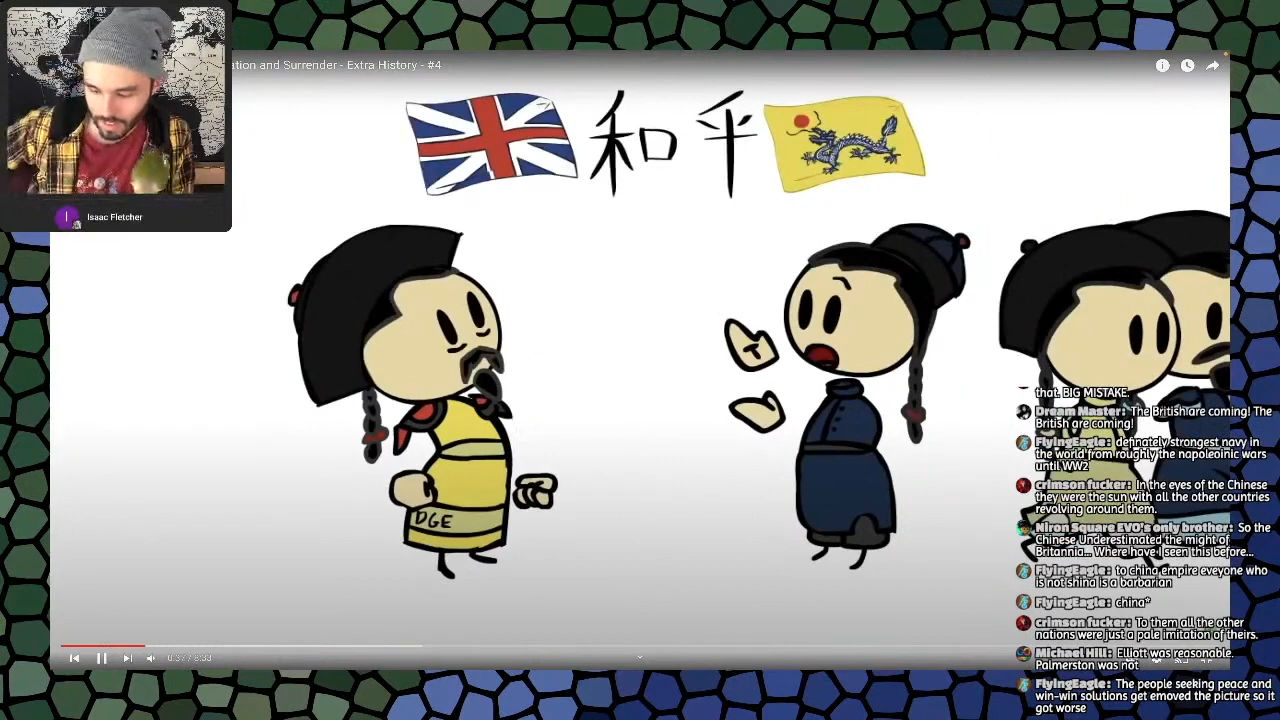 USA
ation and Surrender - Extra History - #4
和平
Isaac Fletcher
DGE
that. BIG MISTAKE.
Dream Master: The British are coming! The
British are coming!
FlyingEagle: definately strongest navy in
the world from roughly the napoleoinic wars
until WW2
crimson fucker: In the eyes of the Chinese
they were the sun with all the other countries
revolving around them.
Niron Square EVO's only brother: So the
Chinese Underestimated the might of
Britannia... Where have I seen this before...
FlyingEagle: to china empire eveyone who
is not shina is a barbarian
FlyingEagle: china*
crimson fucker: To them all the other
nations were just a pale imitation of theirs.
Michael Hill: Elliott was reasonable.
Palmerston was not
FlyingEagle: The people seeking peace and
win-win solutions get emoved the picture so it
got worse
0:37 / 8:33